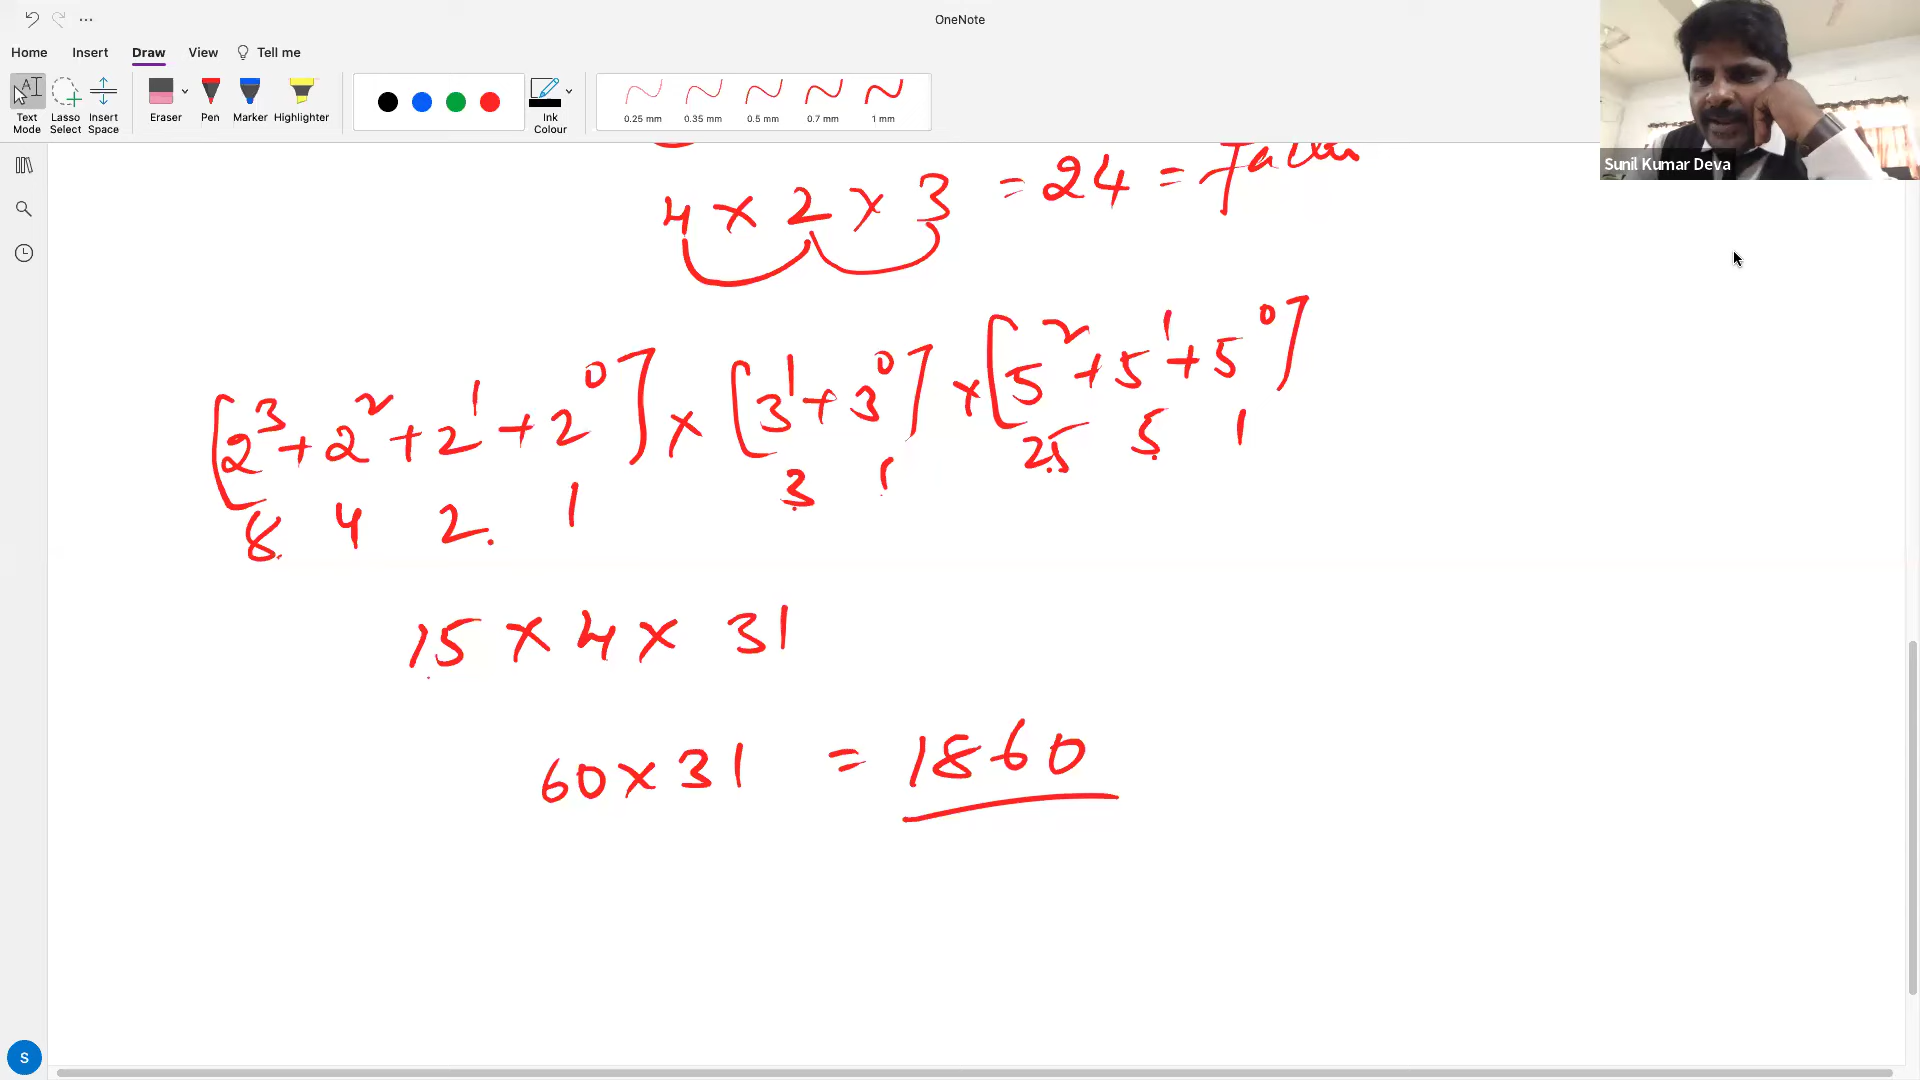 OneNote
Home Insert Draw View Tell me
Text Mode Lasso Select Insert Space Eraser Pen Marker Highlighter Ink Colour 0.25 mm 0.35 mm 0.5 mm 0.7 mm 1 mm
Sunil Kumar Deva
4 × 2 × 3 = 24 =
[2³ + 2² + 2¹ + 2⁰] × [3¹ + 3⁰] × [5² + 5¹ + 5⁰]
8 4 2 1 3 1 25 5 1
15 × 4 × 31
60 × 31 = 1860
S